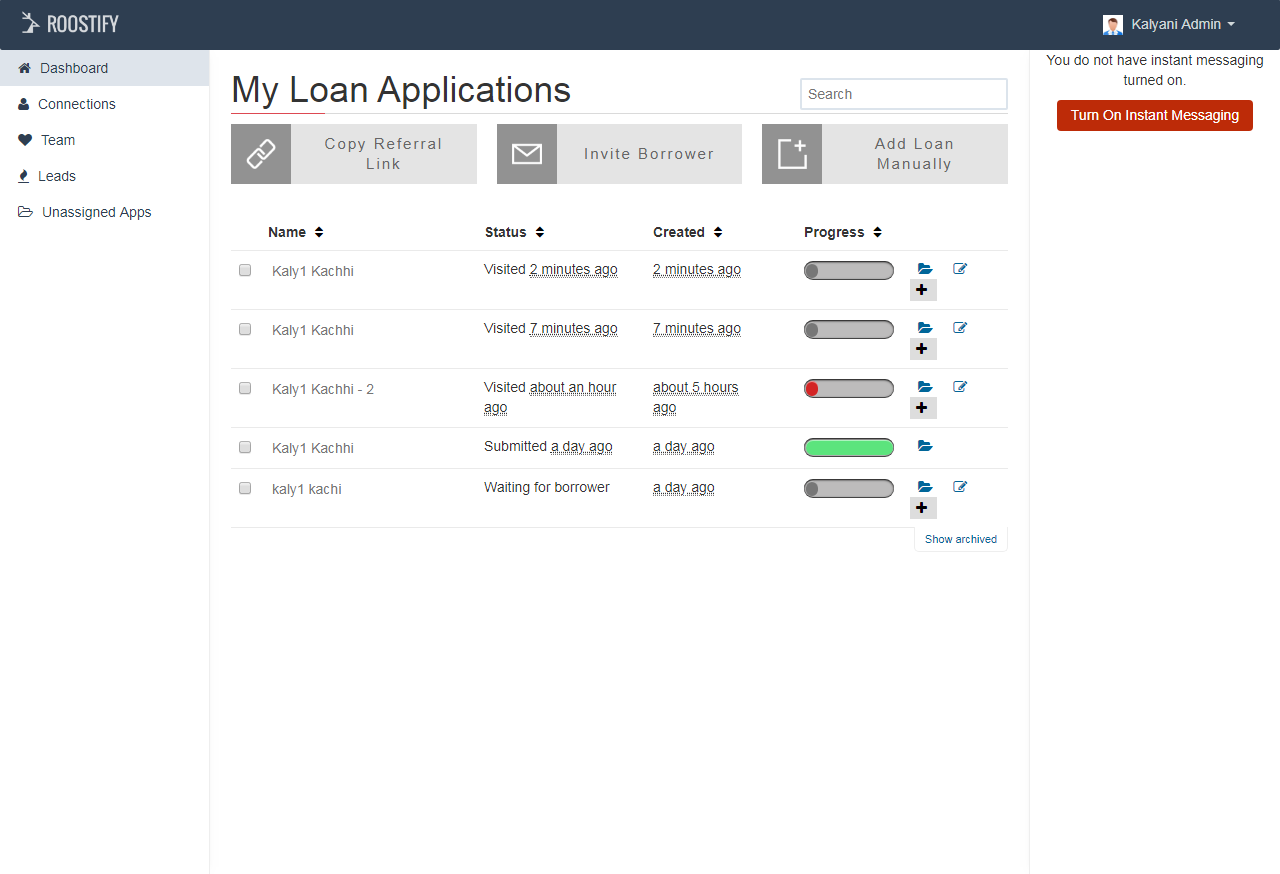 ROOSTIFY
Kalyani Admin
Dashboard
Connections
Team
Leads
Unassigned Apps
My Loan Applications
Search
Copy Referral
Link
Invite Borrower
Add Loan
Manually
Name Status Created Progress
Kaly1 Kachhi Visited 2 minutes ago 2 minutes ago
Kaly1 Kachhi Visited 7 minutes ago 7 minutes ago
Kaly1 Kachhi - 2 Visited about an hour about 5 hours
ago ago
Kaly1 Kachhi Submitted a day ago a day ago
kaly1 kachi Waiting for borrower a day ago
Show archived
You do not have instant messaging
turned on.
Turn On Instant Messaging